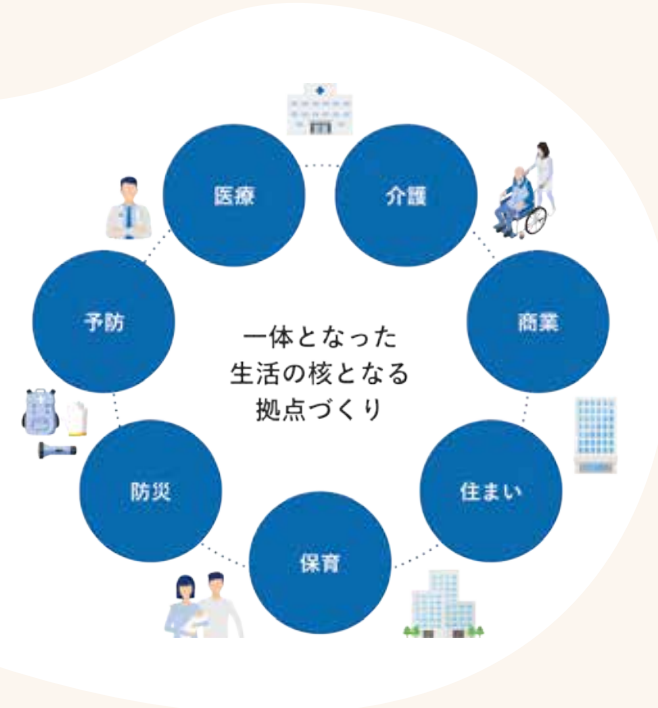 医療
介護
予防
商業
一体となった
生活の核となる
拠点づくり
防災
住まい
保育